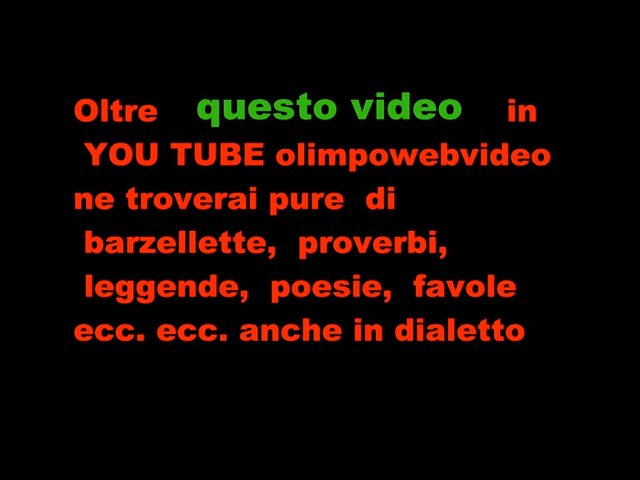 Oltre questo video in
YOU TUBE olimpowebvideo
ne troverai pure di
barzellette, proverbi,
leggende, poesie, favole
ecc. ecc. anche in dialetto